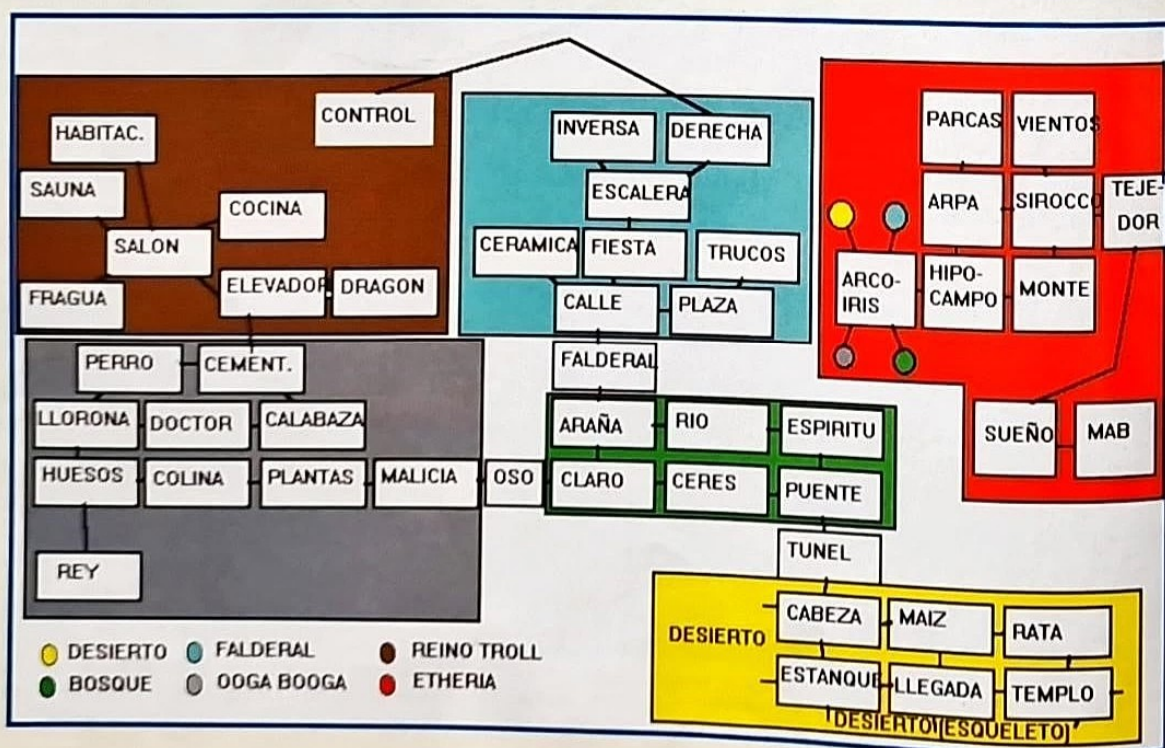 CONTROL
HABITAC.
SAUNA
COCINA
SALON
ELEVADOR
DRAGON
FRAGUA
INVERSA
DERECHA
ESCALERA
CERAMICA
FIESTA
TRUCOS
CALLE
PLAZA
PARCAS
VIENTOS
ARPA
SIROCCO
TEJE-
DOR
ARCO-
IRIS
HIPO-
CAMPO
MONTE
SUEÑO
MAB
PERRO
CEMENT.
LLORONA
DOCTOR
CALABAZA
HUESOS
COLINA
PLANTAS
MALICIA
OSO
REY
FALDERAL
ARAÑA
RIO
ESPIRITU
CLARO
CERES
PUENTE
TUNEL
DESIERTO
CABEZA
MAIZ
RATA
ESTANQUE
LLEGADA
TEMPLO
DESIERTO (ESQUELETO)
DESIERTO
FALDERAL
REINO TROLL
BOSQUE
OOGA BOOGA
ETHERIA